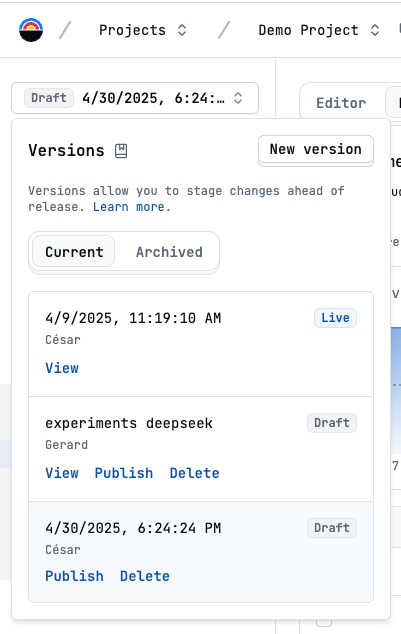 Projects
Demo Project
Draft 4/30/2025, 6:24:…
Editor
Versions
New version
Versions allow you to stage changes ahead of
release. Learn more.
Current Archived
4/9/2025, 11:19:10 AM Live
César
View
experiments deepseek Draft
Gerard
View Publish Delete
4/30/2025, 6:24:24 PM Draft
César
Publish Delete